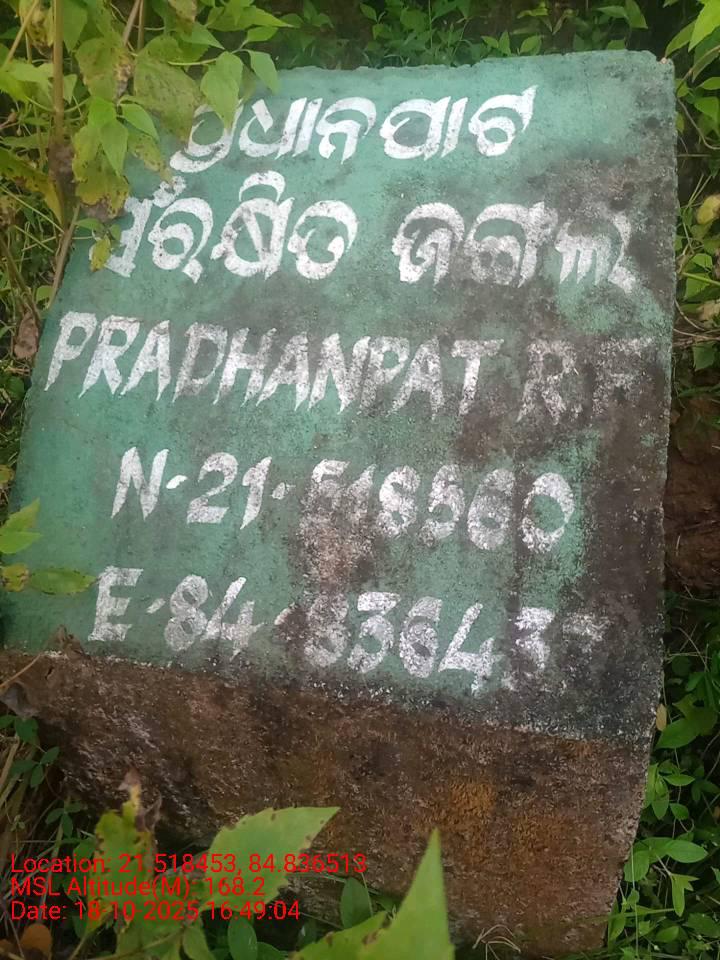 ପ୍ରଧାନପାଟ
ସଂରକ୍ଷିତ ଜଙ୍ଗଲ
PRADHANPAT R.F
N-21-518560
E-84-836437
Location: 21.518453, 84.836513
MSL Altitude(M): 168.2
Date: 18-10-2025 16:49:04